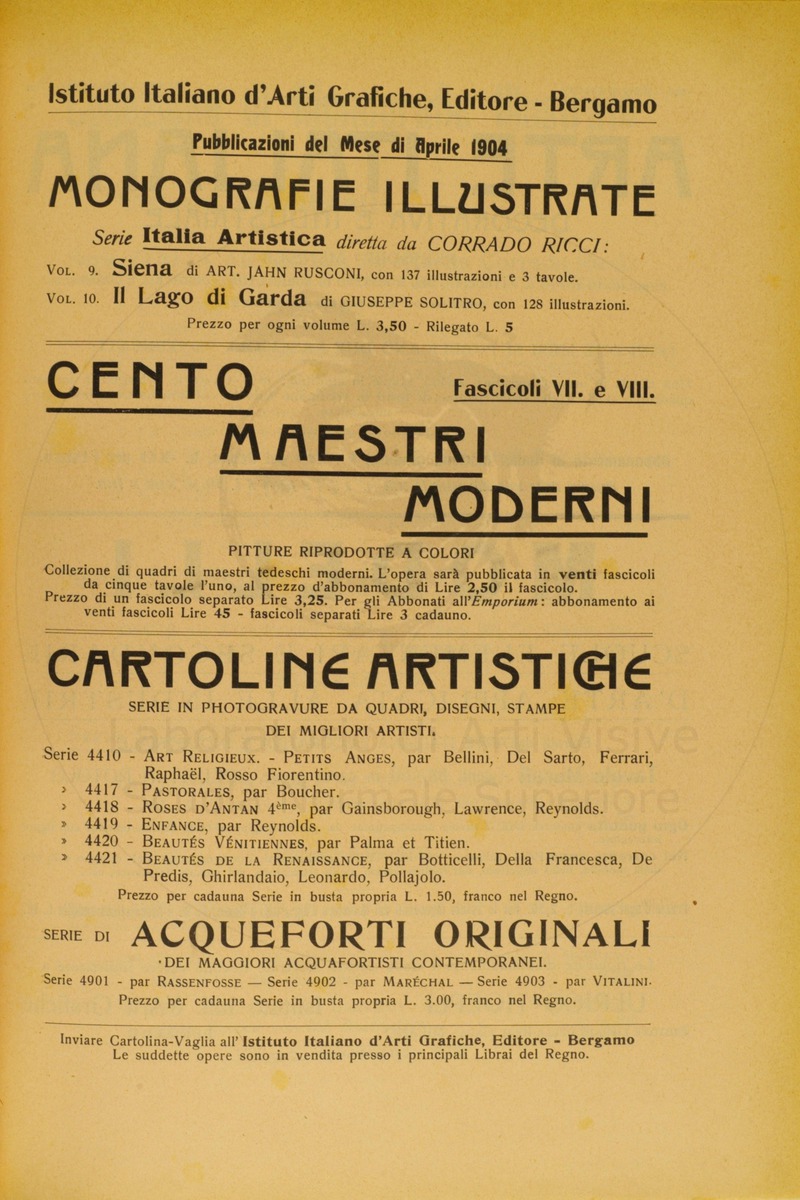 Istituto Italiano d'Arti Grafiche, Editore - Bergamo
Pubblicazioni del Mese di Aprile 1904
MONOGRAFIE ILLUSTRATE
Serie Italia Artistica diretta da CORRADO RICCI:
VOL. 9. Siena di ART. JAHN RUSCONI, con 137 illustrazioni e 3 tavole.
VOL. 10. Il Lago di Garda di GIUSEPPE SOLITRO, con 128 illustrazioni.
Prezzo per ogni volume L. 3,50 - Rilegato L. 5
CENTO Fascicoli VII. e VIII.
MAESTRI
MODERNI
PITTURE RIPRODOTTE A COLORI
Collezione di quadri di maestri tedeschi moderni. L'opera sarà pubblicata in venti fascicoli
da cinque tavole l'uno, al prezzo d'abbonamento di Lire 2,50 il fascicolo.
Prezzo di un fascicolo separato Lire 3,25. Per gli Abbonati all'Emporium: abbonamento ai
venti fascicoli Lire 45 - fascicoli separati Lire 3 cadauno.
CARTOLINE ARTISTICHE
SERIE IN PHOTOGRAVURE DA QUADRI, DISEGNI, STAMPE
DEI MIGLIORI ARTISTI.
Serie 4410 - ART RELIGIEUX. - PETITS ANGES, par Bellini, Del Sarto, Ferrari,
Raphaël, Rosso Fiorentino.
» 4417 - PASTORALES, par Boucher.
» 4418 - ROSES D'ANTAN 4ème, par Gainsborough, Lawrence, Reynolds.
» 4419 - ENFANCE, par Reynolds.
» 4420 - BEAUTÉS VÉNITIENNES, par Palma et Titien.
» 4421 - BEAUTÉS DE LA RENAISSANCE, par Botticelli, Della Francesca, De
Predis, Ghirlandaio, Leonardo, Pollajolo.
Prezzo per cadauna Serie in busta propria L. 1.50, franco nel Regno.
SERIE DI ACQUEFORTI ORIGINALI
DEI MAGGIORI ACQUAFORTISTI CONTEMPORANEI.
Serie 4901 - par RASSENFOSSE — Serie 4902 - par MARÉCHAL — Serie 4903 - par VITALINI.
Prezzo per cadauna Serie in busta propria L. 3.00, franco nel Regno.
Inviare Cartolina-Vaglia all' Istituto Italiano d'Arti Grafiche, Editore - Bergamo
Le suddette opere sono in vendita presso i principali Librai del Regno.